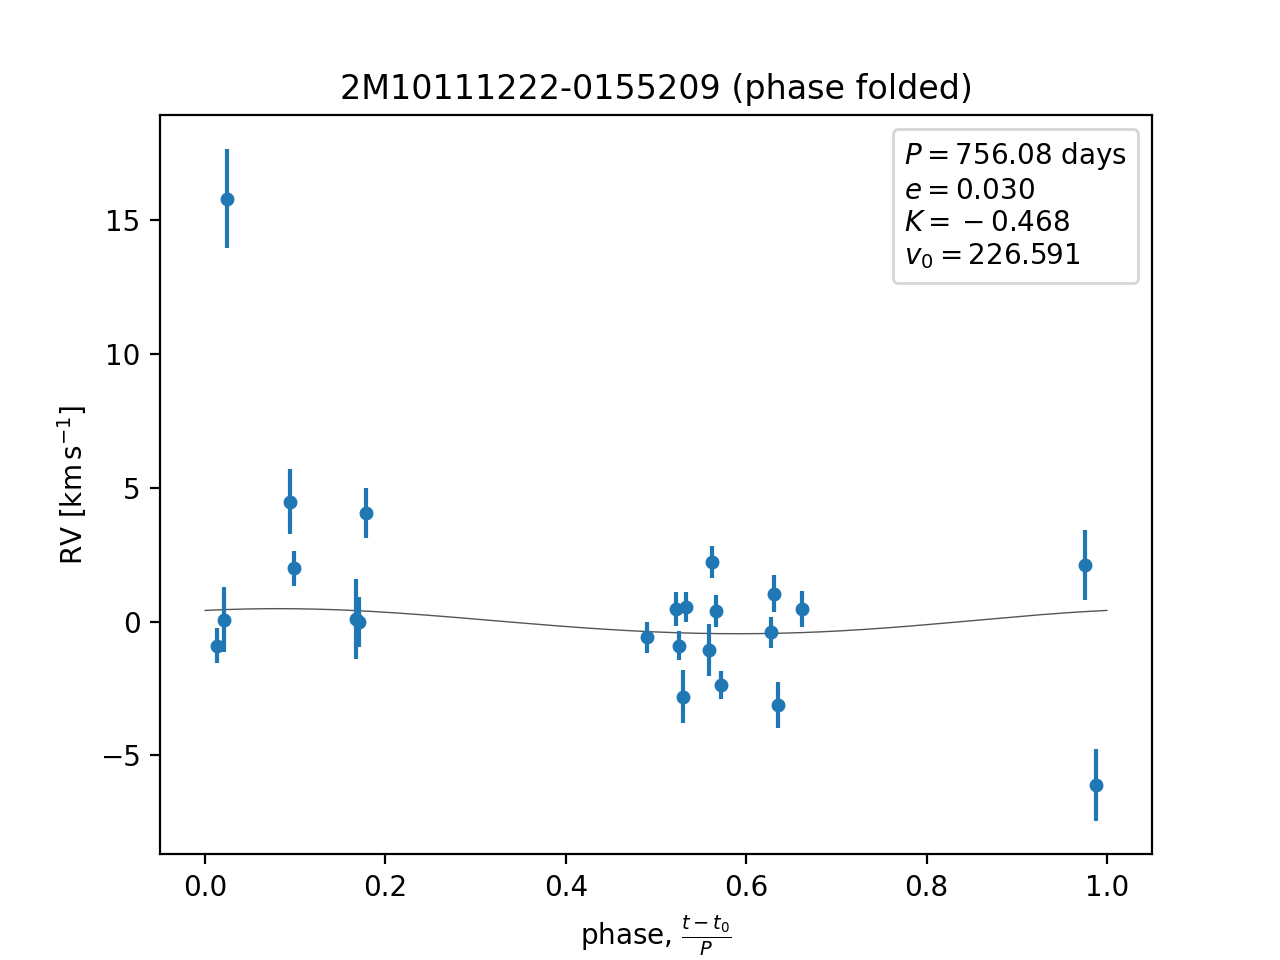 2M10111222-0155209 (phase folded)
P = 756.08 days
e = 0.030
K = −0.468
v₀ = 226.591
15
10
5
0
−5
RV [km s⁻¹]
0.0 0.2 0.4 0.6 0.8 1.0
phase, (t − t₀)/P